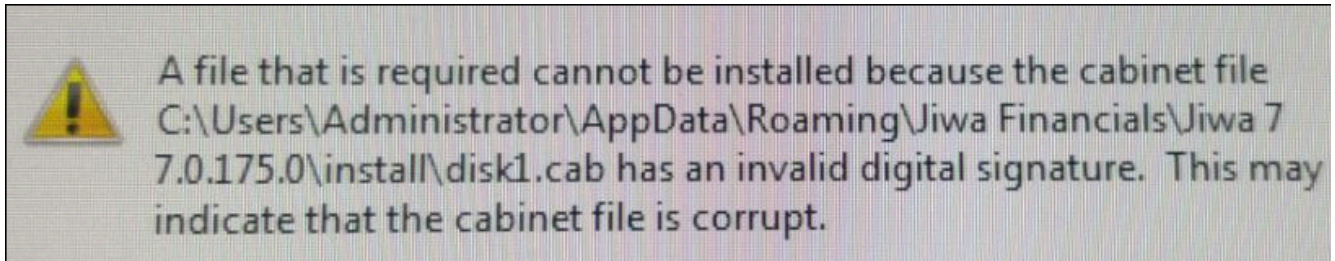 A file that is required cannot be installed because the cabinet file
C:\Users\Administrator\AppData\Roaming\Jiwa Financials\Jiwa 7
7.0.175.0\install\disk1.cab has an invalid digital signature.  This may
indicate that the cabinet file is corrupt.